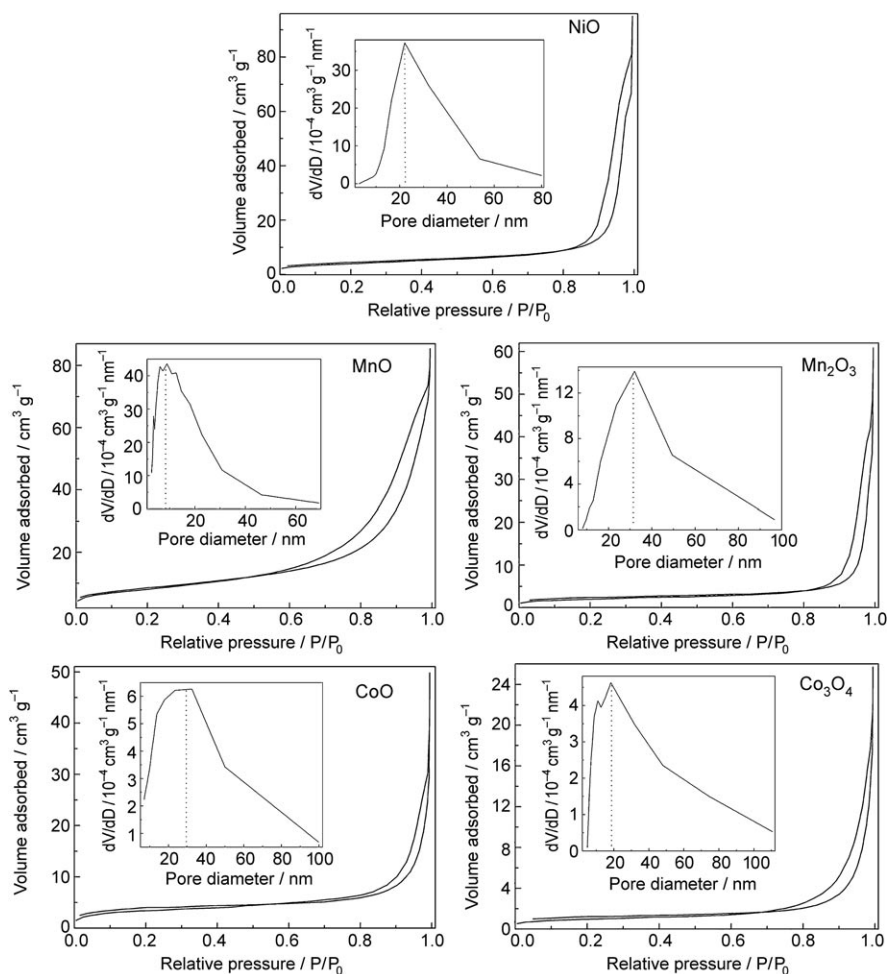 NiO
Volume adsorbed / cm³ g⁻¹
80
60
40
20
0
dV/dD / 10⁻⁴ cm³ g⁻¹ nm⁻¹
30
20
10
0
0 20 40 60 80
Pore diameter / nm
0.0 0.2 0.4 0.6 0.8 1.0
Relative pressure / P/P₀
MnO
Volume adsorbed / cm³ g⁻¹
80
60
40
20
0
dV/dD / 10⁻⁴ cm³ g⁻¹ nm⁻¹
40
30
20
10
0
20 40 60
Pore diameter / nm
0.0 0.2 0.4 0.6 0.8 1.0
Relative pressure / P/P₀
Mn₂O₃
Volume adsorbed / cm³ g⁻¹
60
50
40
30
20
10
0
dV/dD / 10⁻⁴ cm³ g⁻¹ nm⁻¹
12
8
4
0
20 40 60 80 100
Pore diameter / nm
0.0 0.2 0.4 0.6 0.8 1.0
Relative pressure / P/P₀
CoO
Volume adsorbed / cm³ g⁻¹
50
40
30
20
10
0
dV/dD / 10⁻⁴ cm³ g⁻¹ nm⁻¹
6
5
4
3
2
1
20 40 60 80 100
Pore diameter / nm
0.0 0.2 0.4 0.6 0.8 1.0
Relative pressure / P/P₀
Co₃O₄
Volume adsorbed / cm³ g⁻¹
24
20
16
12
8
4
0
dV/dD / 10⁻⁴ cm³ g⁻¹ nm⁻¹
4
3
2
1
0
20 40 60 80 100
Pore diameter / nm
0.0 0.2 0.4 0.6 0.8 1.0
Relative pressure / P/P₀